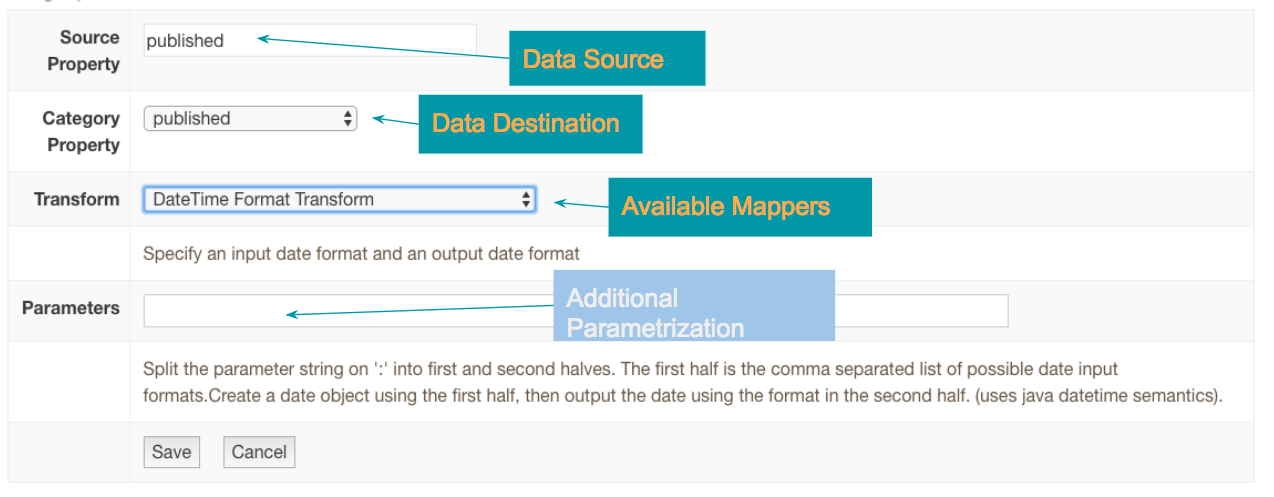 Source
Property
published
Data Source
Category
Property
published
Data Destination
Transform
DateTime Format Transform
Available Mappers
Specify an input date format and an output date format
Parameters
Additional
Parametrization
Split the parameter string on ':' into first and second halves. The first half is the comma separated list of possible date input
formats.Create a date object using the first half, then output the date using the format in the second half. (uses java datetime semantics).
Save
Cancel